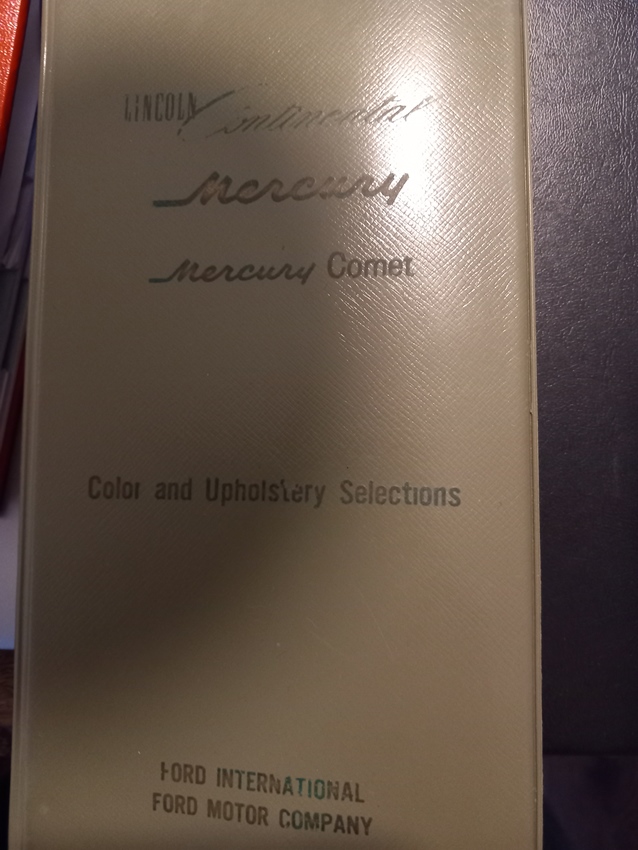 LINCOLN Continental
Mercury
Mercury Comet
Color and Upholstery Selections
FORD INTERNATIONAL
FORD MOTOR COMPANY